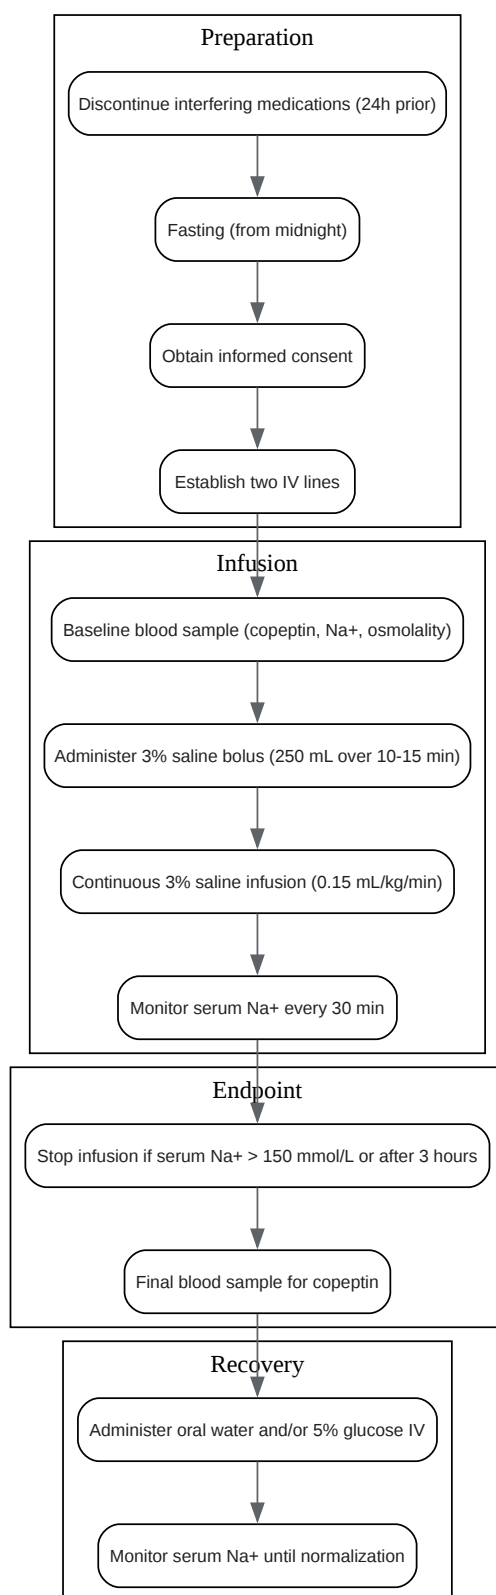 Preparation
Discontinue interfering medications (24h prior)
Fasting (from midnight)
Obtain informed consent
Establish two IV lines
Infusion
Baseline blood sample (copeptin, Na+, osmolality)
Administer 3% saline bolus (250 mL over 10-15 min)
Continuous 3% saline infusion (0.15 mL/kg/min)
Monitor serum Na+ every 30 min
Endpoint
Stop infusion if serum Na+ > 150 mmol/L or after 3 hours
Final blood sample for copeptin
Recovery
Administer oral water and/or 5% glucose IV
Monitor serum Na+ until normalization